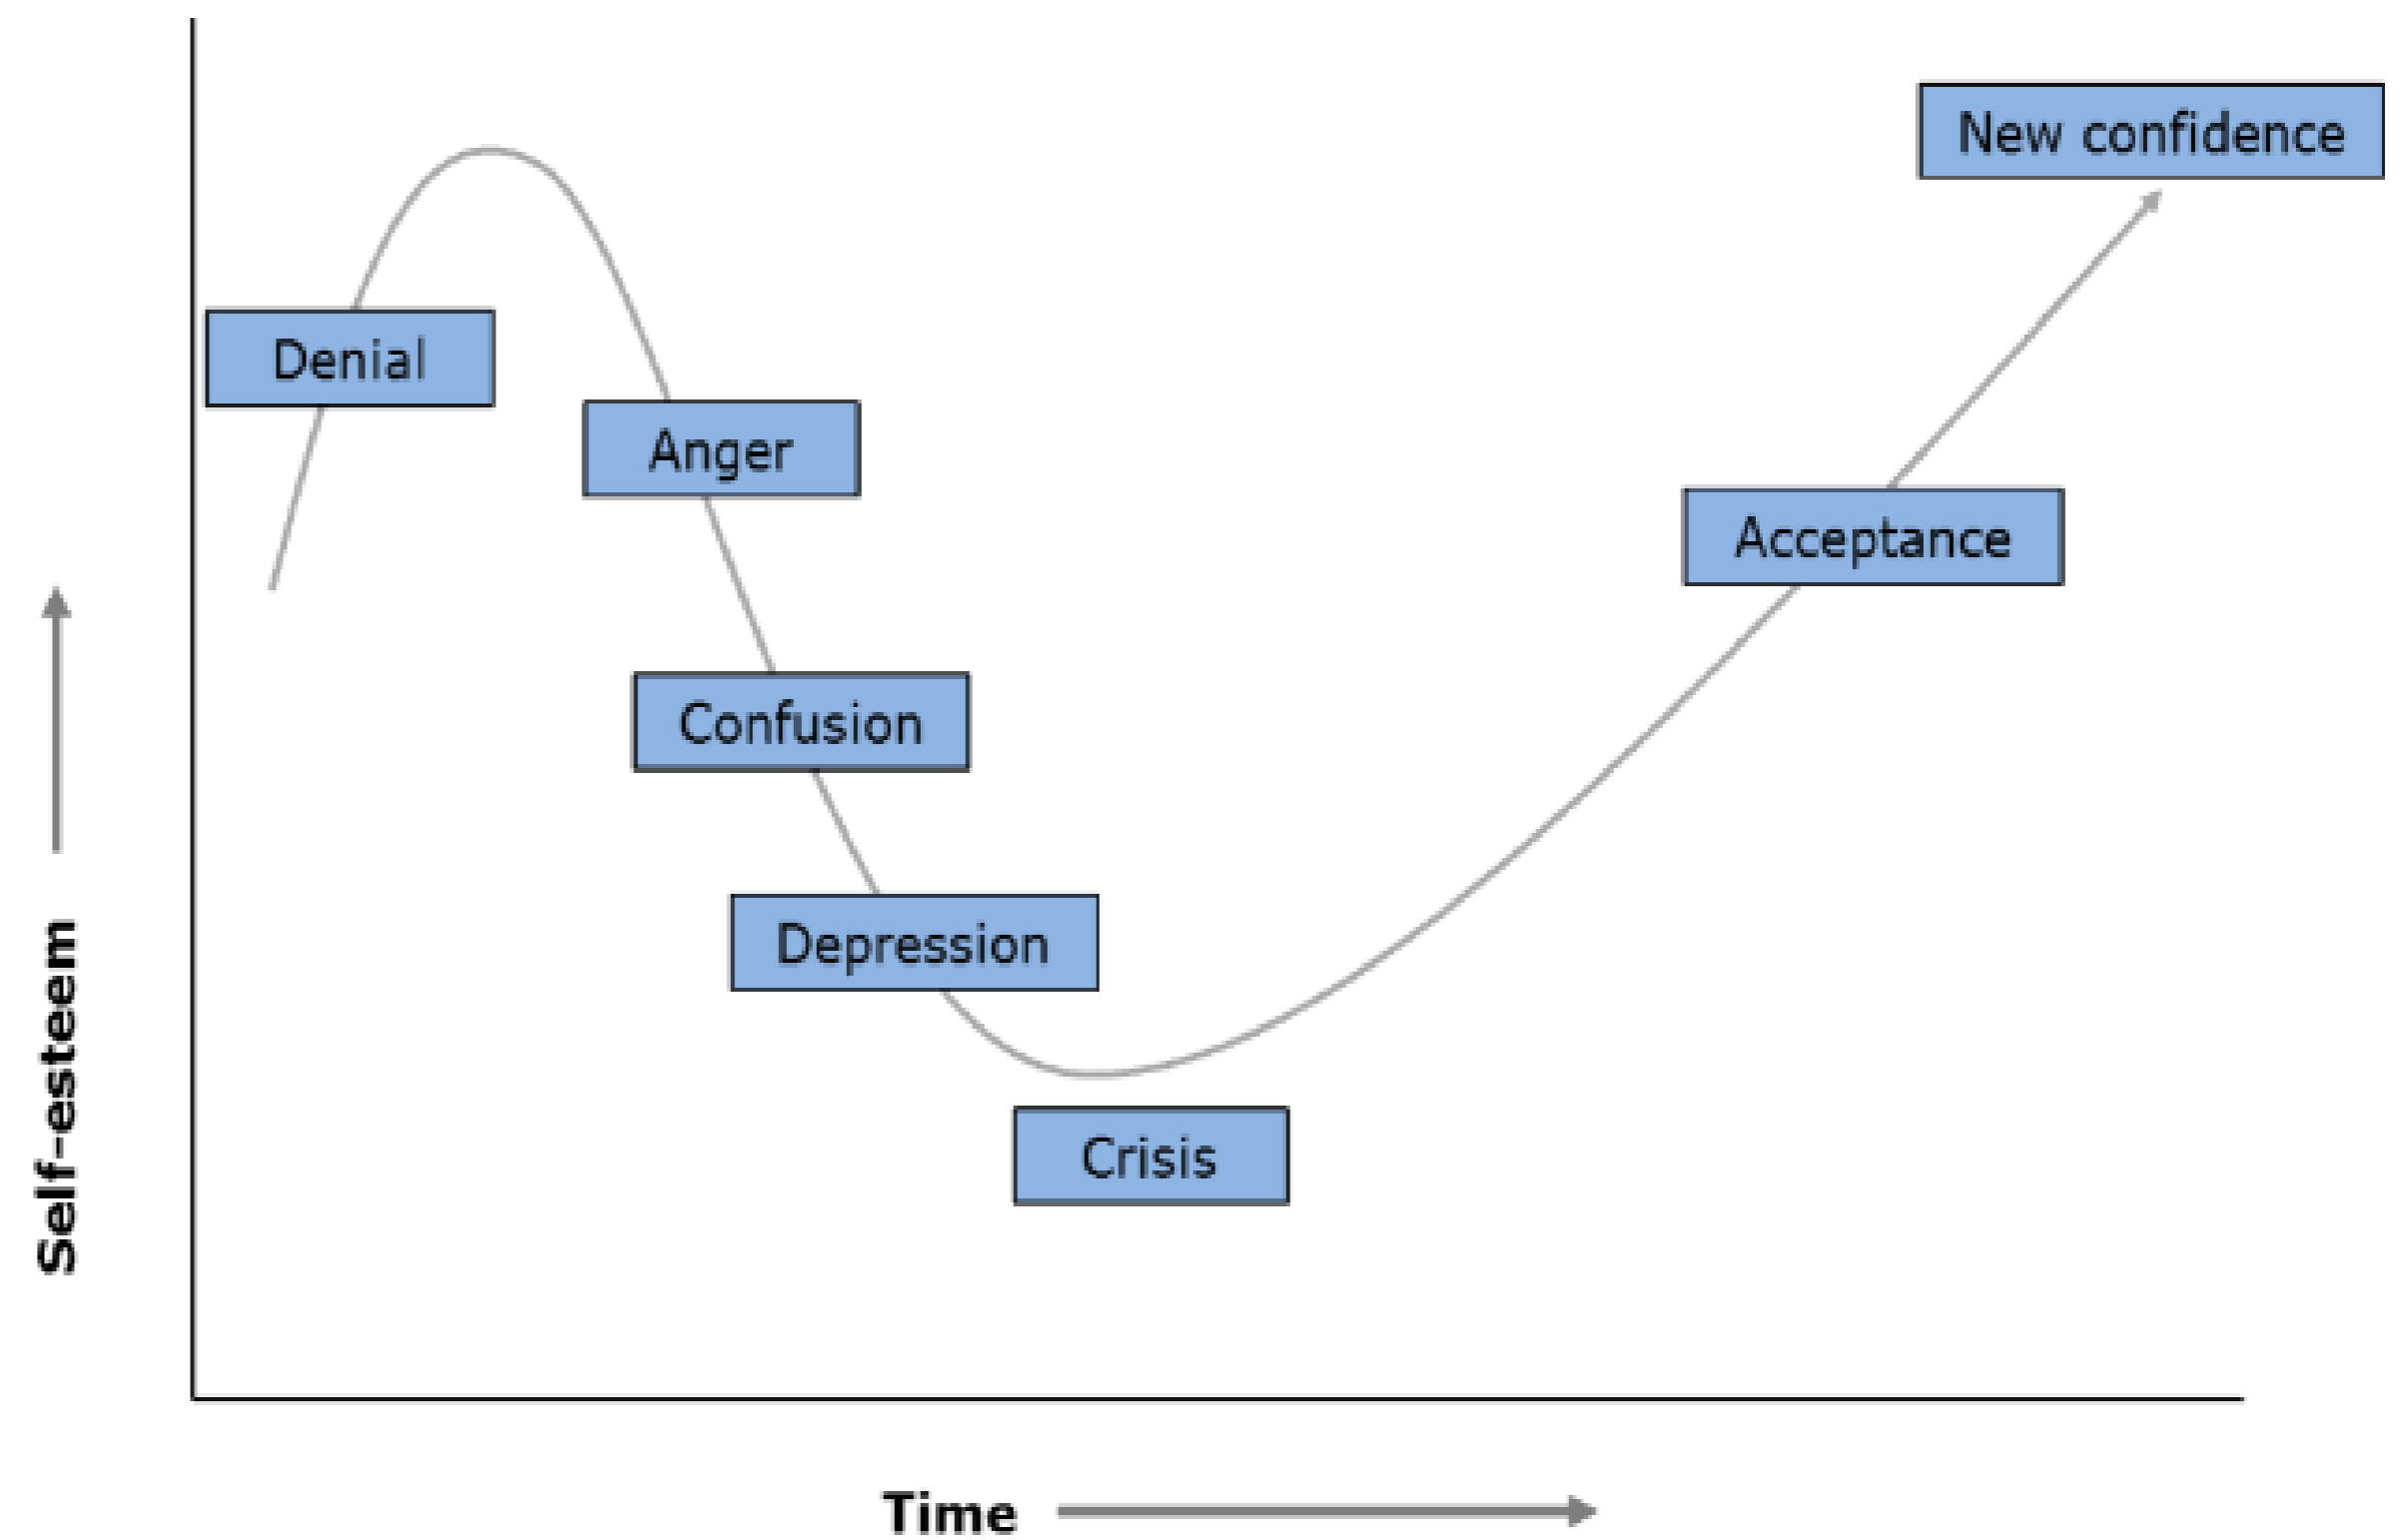 New confidence
Denial
Anger
Acceptance
Confusion
Depression
Crisis
Self-esteem
Time